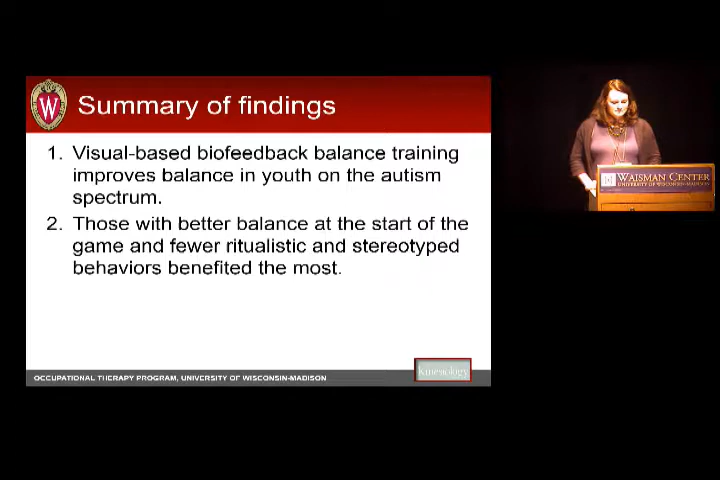 W
Summary of findings
1. Visual-based biofeedback balance training
improves balance in youth on the autism
spectrum.
2. Those with better balance at the start of the
game and fewer ritualistic and stereotyped
behaviors benefited the most.
Kinesiology
OCCUPATIONAL THERAPY PROGRAM, UNIVERSITY OF WISCONSIN-MADISON
WAISMAN CENTER
UNIVERSITY OF WISCONSIN-MADISON